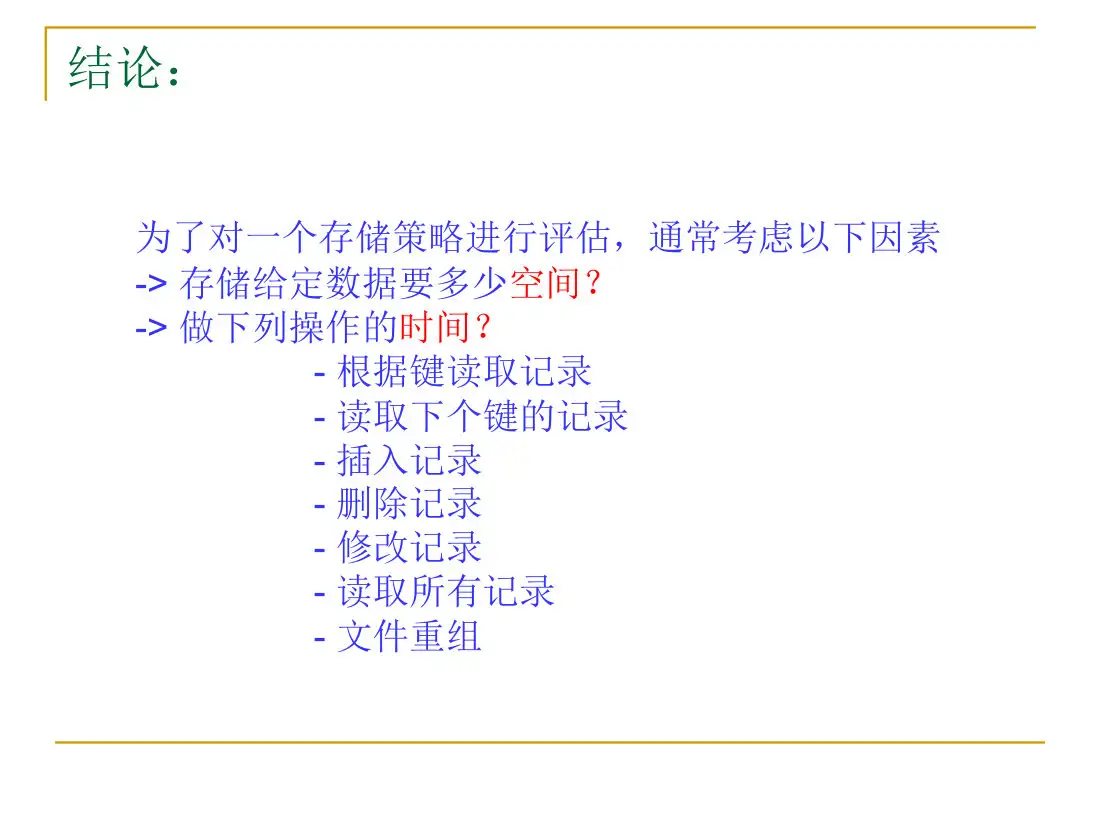 结论：
为了对一个存储策略进行评估，通常考虑以下因素
-> 存储给定数据要多少空间？
-> 做下列操作的时间？
- 根据键读取记录
- 读取下个键的记录
- 插入记录
- 删除记录
- 修改记录
- 读取所有记录
- 文件重组